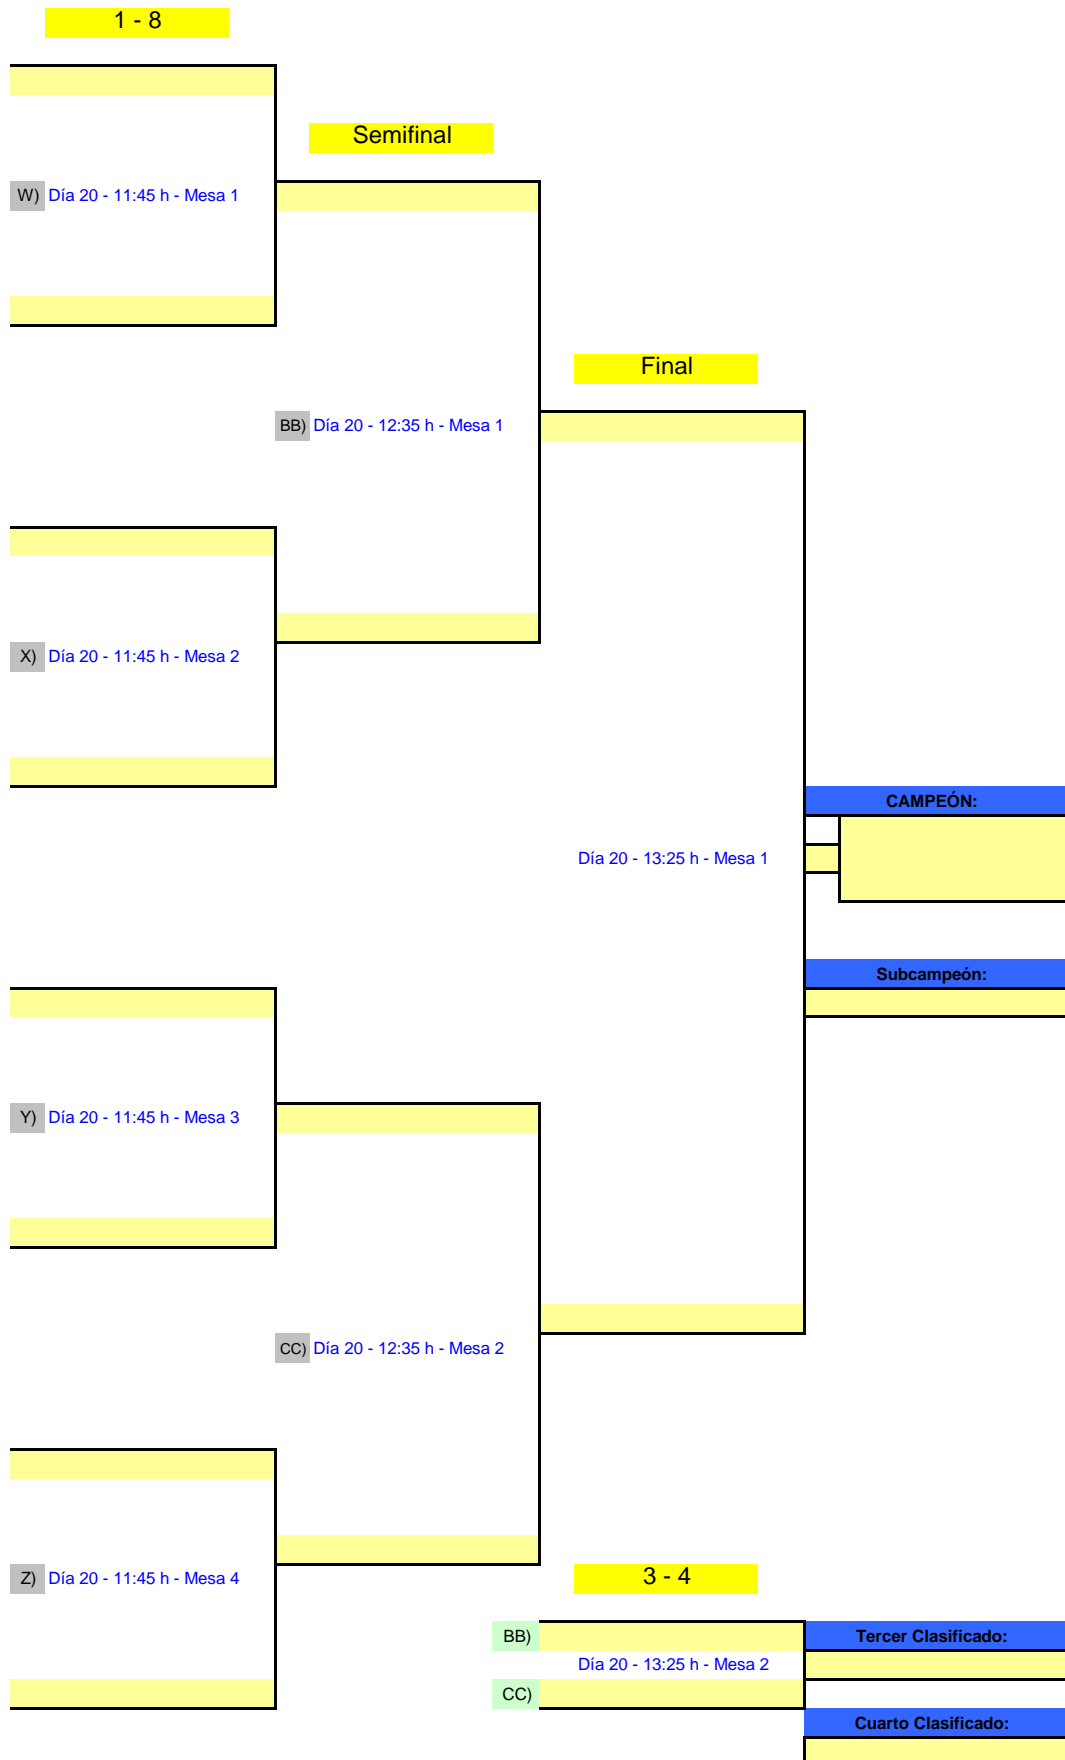 1 - 8
Semifinal
W) Día 20 - 11:45 h - Mesa 1
Final
BB) Día 20 - 12:35 h - Mesa 1
X) Día 20 - 11:45 h - Mesa 2
CAMPEÓN:
Día 20 - 13:25 h - Mesa 1
Subcampeón:
Y) Día 20 - 11:45 h - Mesa 3
CC) Día 20 - 12:35 h - Mesa 2
Z) Día 20 - 11:45 h - Mesa 4
3 - 4
BB)
Tercer Clasificado:
Día 20 - 13:25 h - Mesa 2
CC)
Cuarto Clasificado: